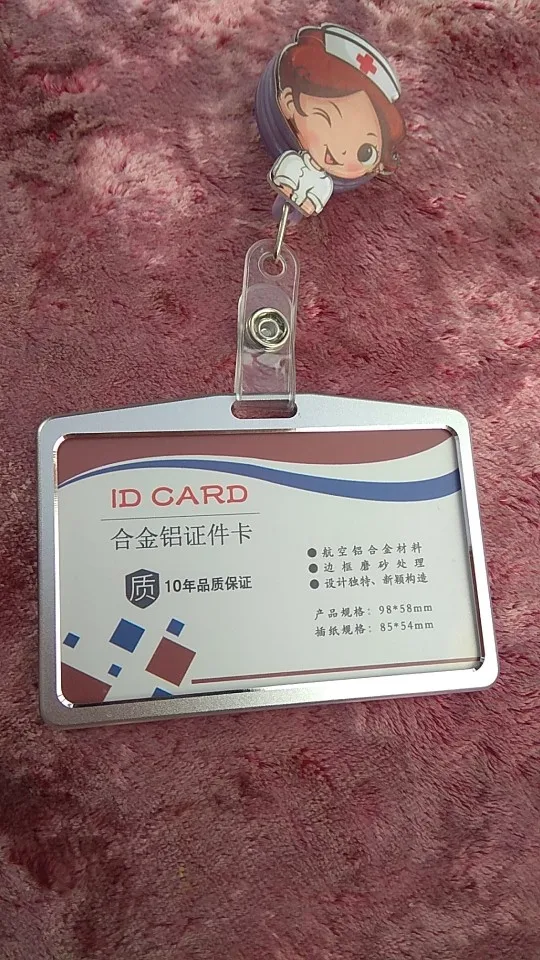 ID CARD
合金铝证件卡
质 10年品质保证
● 航空铝合金材料
● 边框磨砂处理
● 设计独特、新颖构造
产品规格：98*58mm
插纸规格：85*54mm